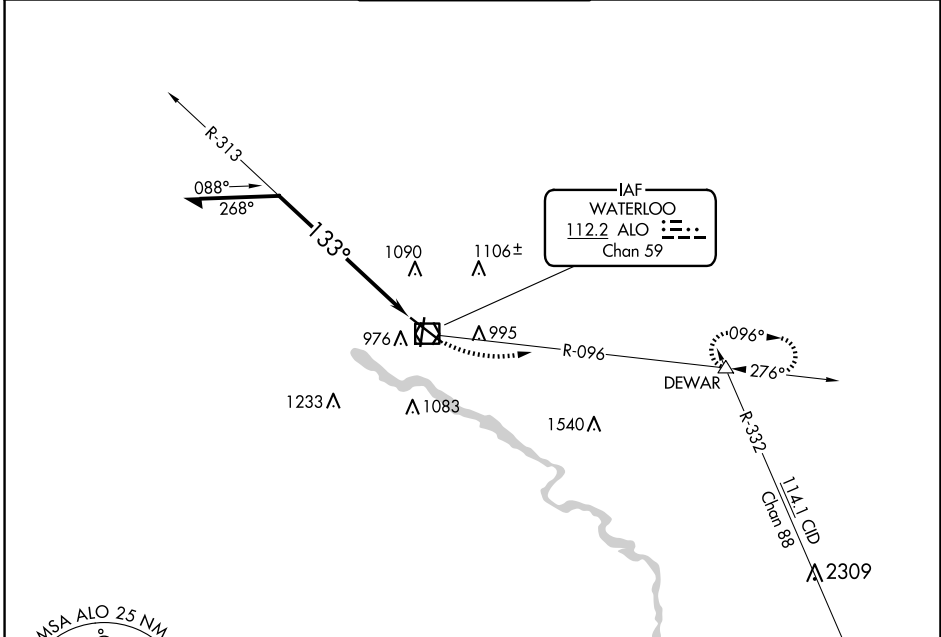 R-313
088°
268°
133°
IAF
WATERLOO
112.2 ALO
Chan 59
1090
1106±
976
995
R-096
096°
276°
DEWAR
1233
1083
1540
R-332
114.1 CID
Chan 88
2309
MSA ALO 25 NM